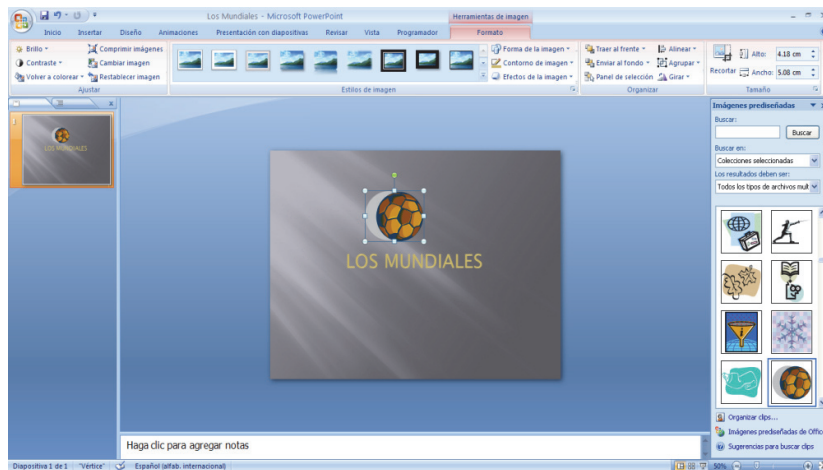 Los Mundiales - Microsoft PowerPoint
Herramientas de imagen
Inicio Insertar Diseño Animaciones Presentación con diapositivas Revisar Vista Programador Formato
Brillo
Contraste
Volver a colorear
Comprimir imágenes
Cambiar imagen
Restablecer imagen
Ajustar
Estilos de imagen
Forma de la imagen
Contorno de imagen
Efectos de la imagen
Traer al frente
Enviar al fondo
Panel de selección
Alinear
Agrupar
Girar
Organizar
Recortar
Alto: 4.18 cm
Ancho: 5.08 cm
Tamaño
1
LOS MUNDIALES
LOS MUNDIALES
Imágenes prediseñadas
Buscar:
Buscar
Buscar en:
Colecciones seleccionadas
Los resultados deben ser:
Todos los tipos de archivos mult
Organizar clips...
Imágenes prediseñadas de Office
Sugerencias para buscar clips
Haga clic para agregar notas
Diapositiva 1 de 1 "Vértice" Español (alfab. internacional) 50%